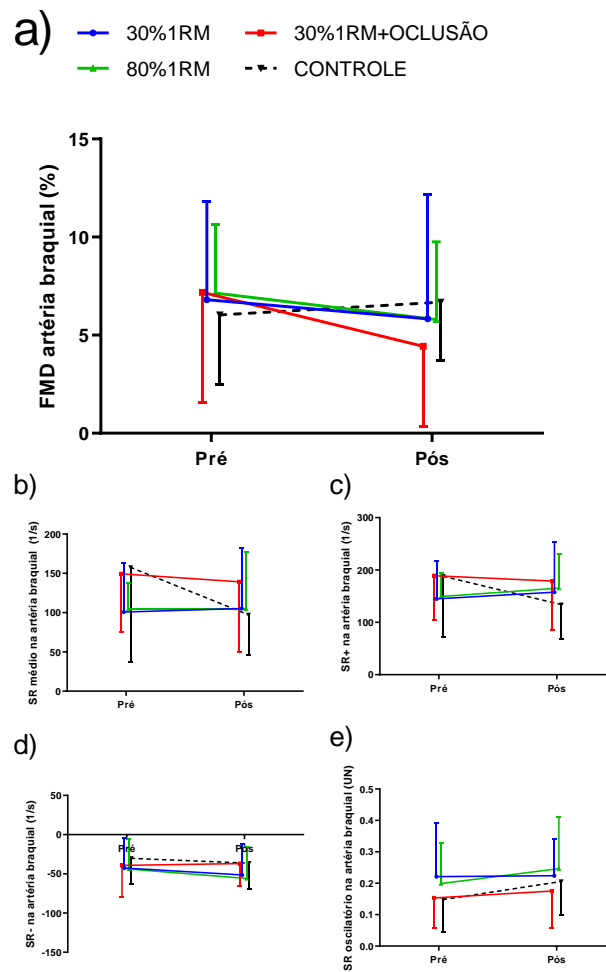 a)
30%1RM 30%1RM+OCLUSÃO
80%1RM CONTROLE
FMD artéria braquial (%)
15
10
5
0
Pré Pós
b)
SR médio na artéria braquial (1/s)
200
150
100
50
0
Pré Pós
c)
SR+ na artéria braquial (1/s)
300
200
100
0
Pré Pós
d)
SR- na artéria braquial (1/s)
50
0
-50
-100
-150
Pré Pós
e)
SR oscilatório na artéria braquial (UN)
0.5
0.4
0.3
0.2
0.1
0.0
Pré Pós